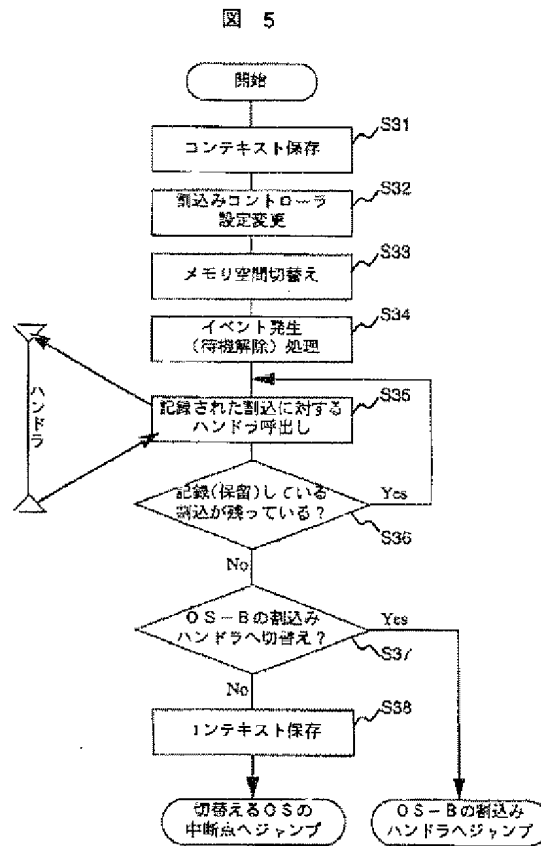 図 5
開始
S31
コンテキスト保存
S32
割込みコントローラ
設定変更
S33
メモリ空間切替え
S34
イベント発生
(待機解除)処理
S35
記録された割込に対する
ハンドラ呼出し
ハンドラ
記録(保留)している
割込が残っている?
Yes
S36
No
OS-Bの割込み
ハンドラへ切替え?
Yes
S37
No
S38
コンテキスト保存
切替えるOSの
中断点へジャンプ
OS-Bの割込み
ハンドラへジャンプ